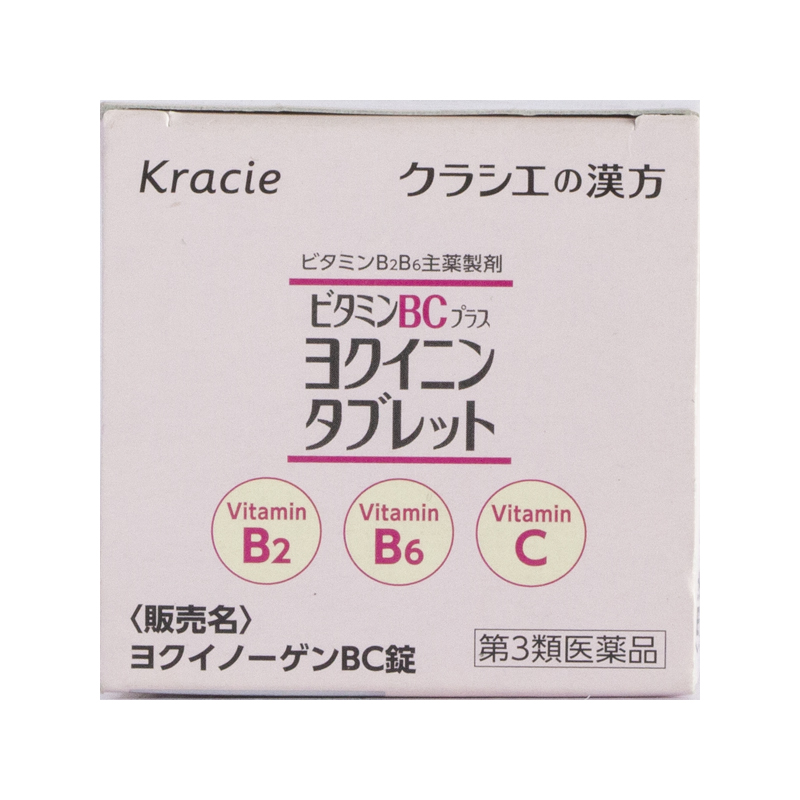 Kracie クラシエの漢方
ビタミンB2B6主薬製剤
ビタミンBCプラス
ヨクイニン
タブレット
Vitamin B2
Vitamin B6
Vitamin C
〈販売名〉
ヨクイノーゲンBC錠
第3類医薬品